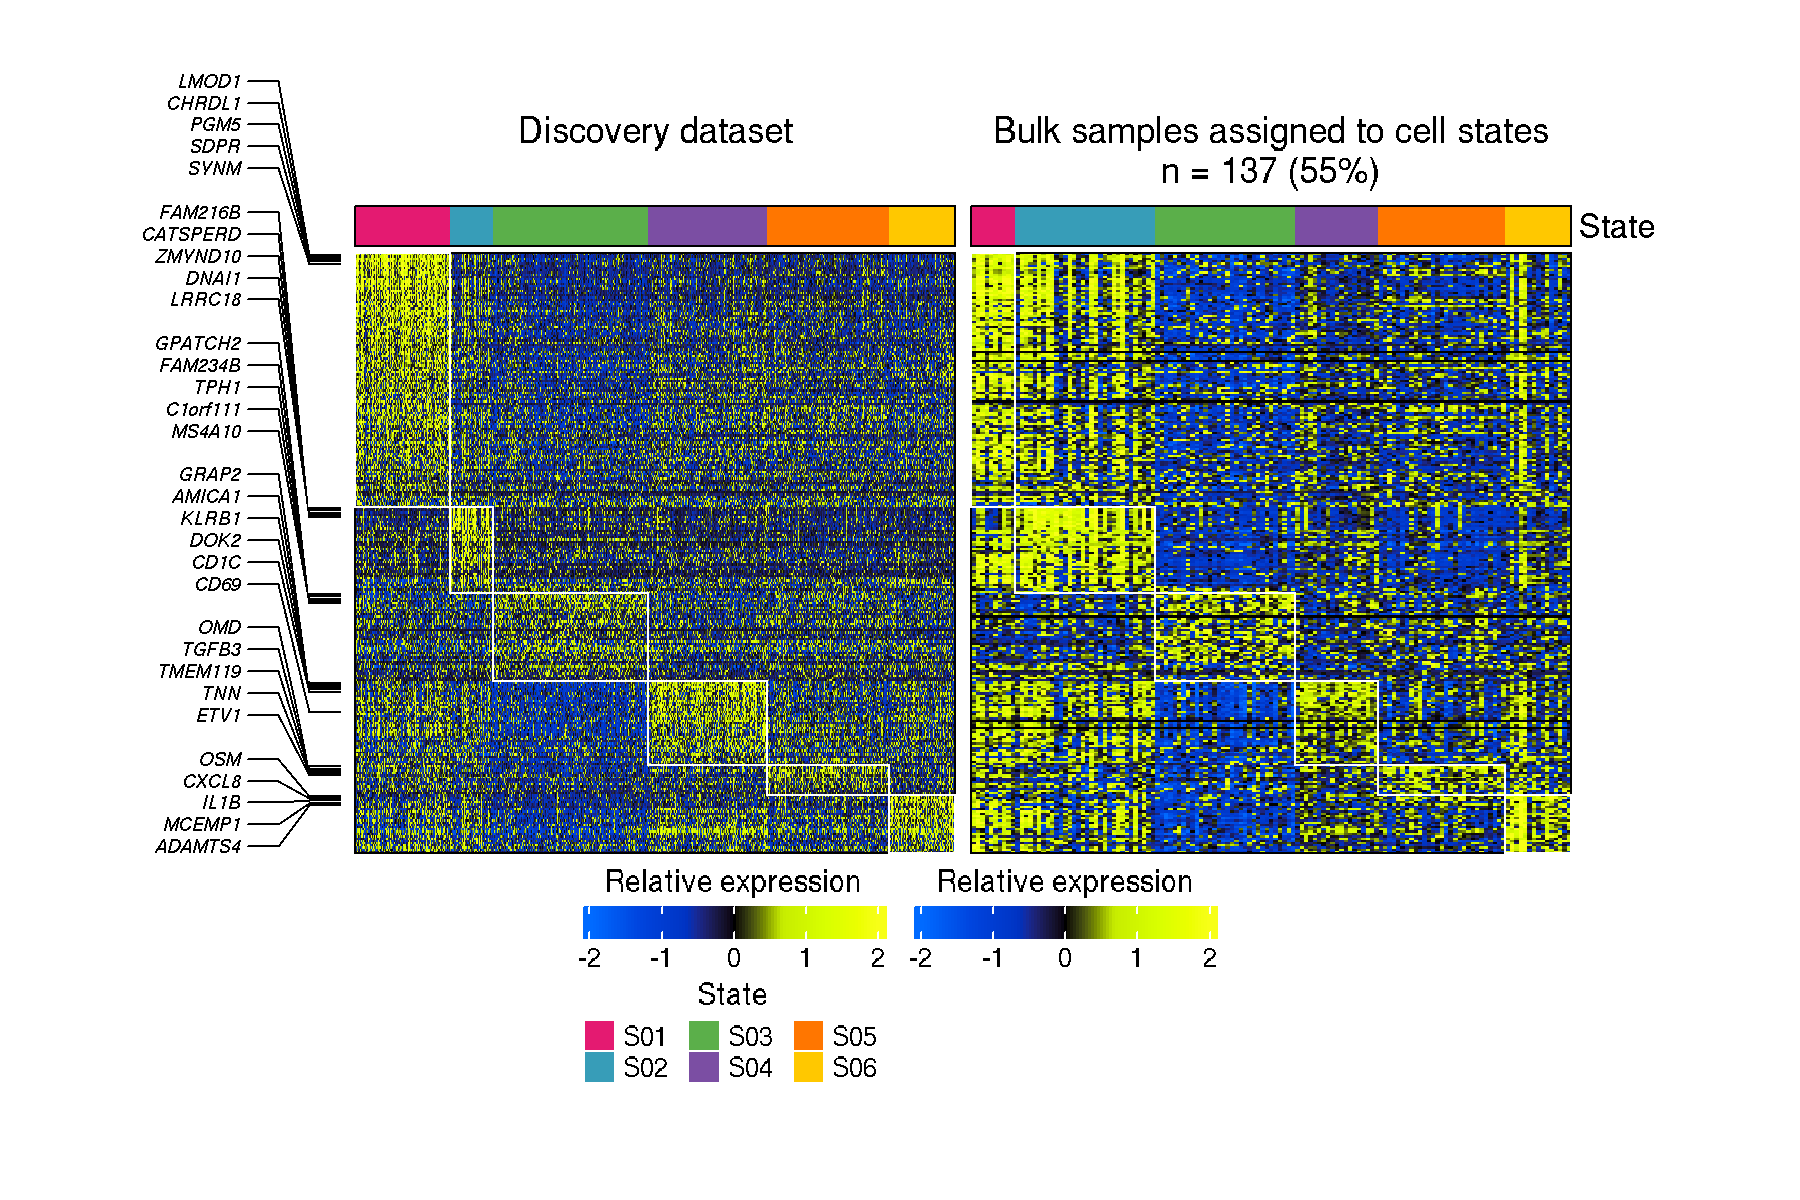 LMOD1
CHRDL1
PGM5
SDPR
SYNM
FAM216B
CATSPERD
ZMYND10
DNAI1
LRRC18
GPATCH2
FAM234B
TPH1
C1orf111
MS4A10
GRAP2
AMICA1
KLRB1
DOK2
CD1C
CD69
OMD
TGFB3
TMEM119
TNN
ETV1
OSM
CXCL8
IL1B
MCEMP1
ADAMTS4
Discovery dataset
Bulk samples assigned to cell states
n = 137 (55%)
State
Relative expression
-2 -1 0 1 2
Relative expression
-2 -1 0 1 2
State
S01 S03 S05
S02 S04 S06